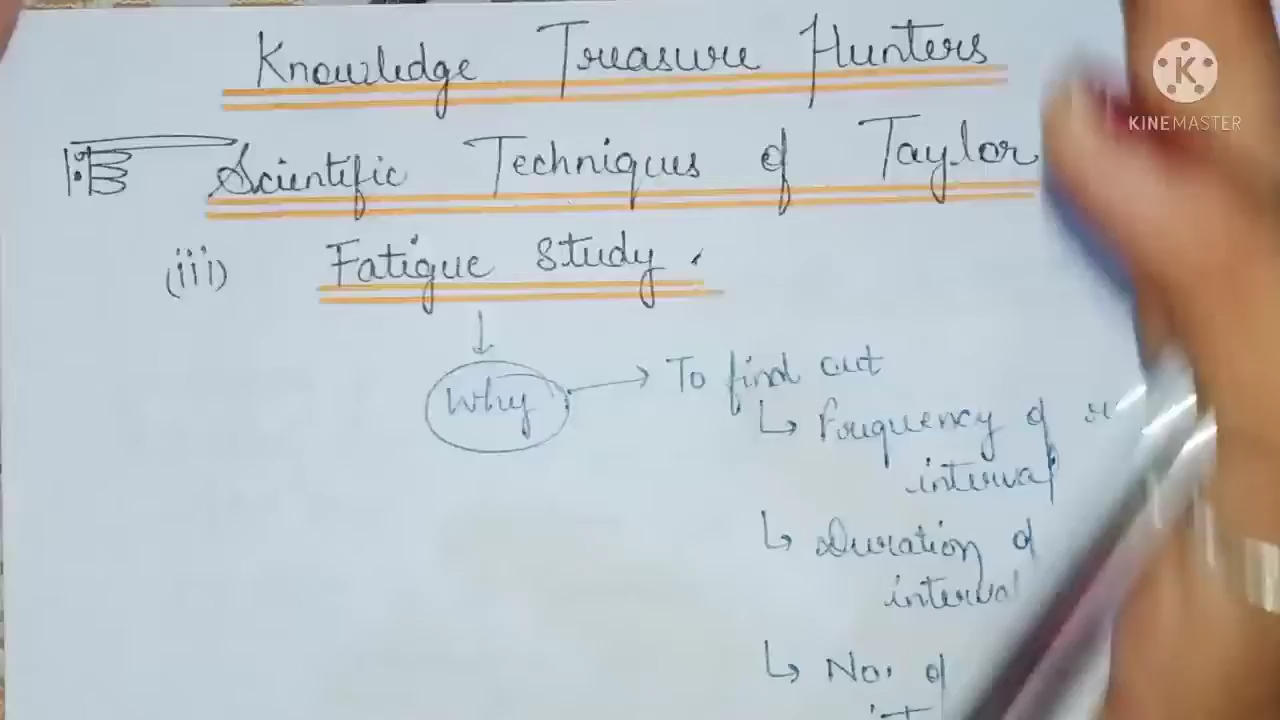 Knowledge Treasure Hunters
K
KINEMASTER
Scientific Techniques of Taylor
(iii) Fatigue Study.
Why
To find out
Frequency of
interval
Duration of
interval
No. of